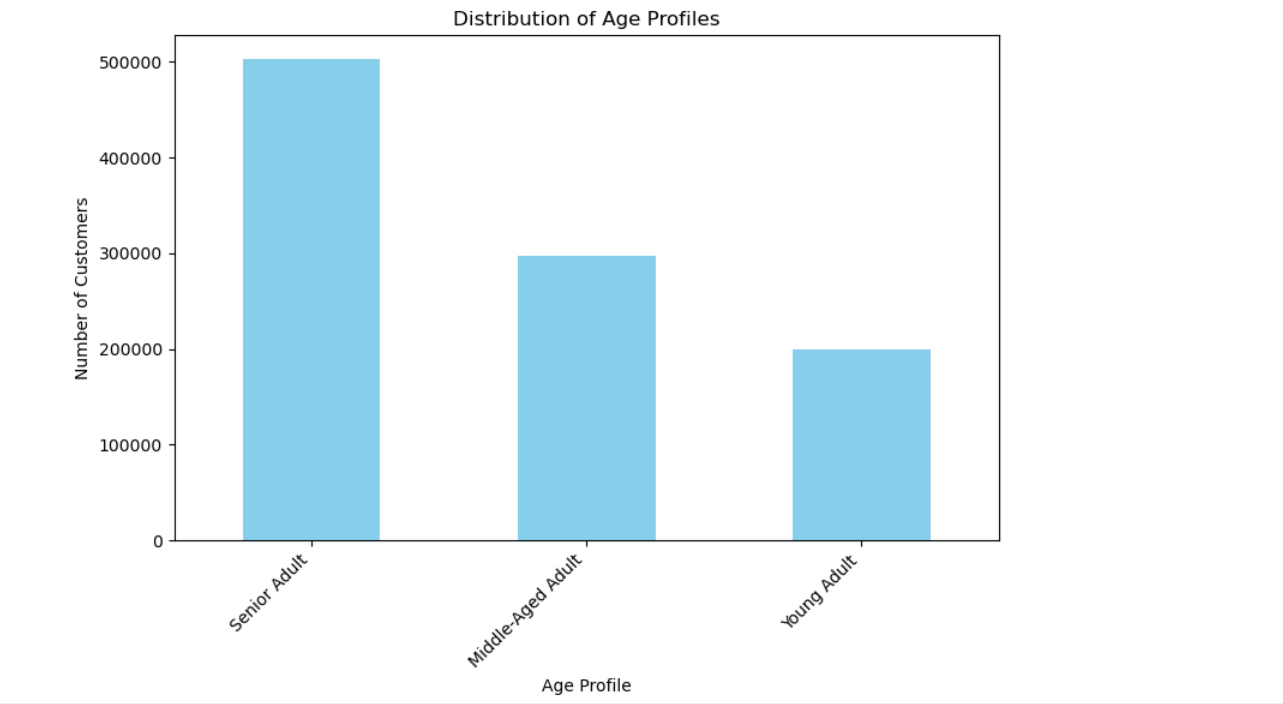 Distribution of Age Profiles
500000
400000
300000
200000
100000
0
Number of Customers
Senior Adult
Middle-Aged Adult
Young Adult
Age Profile